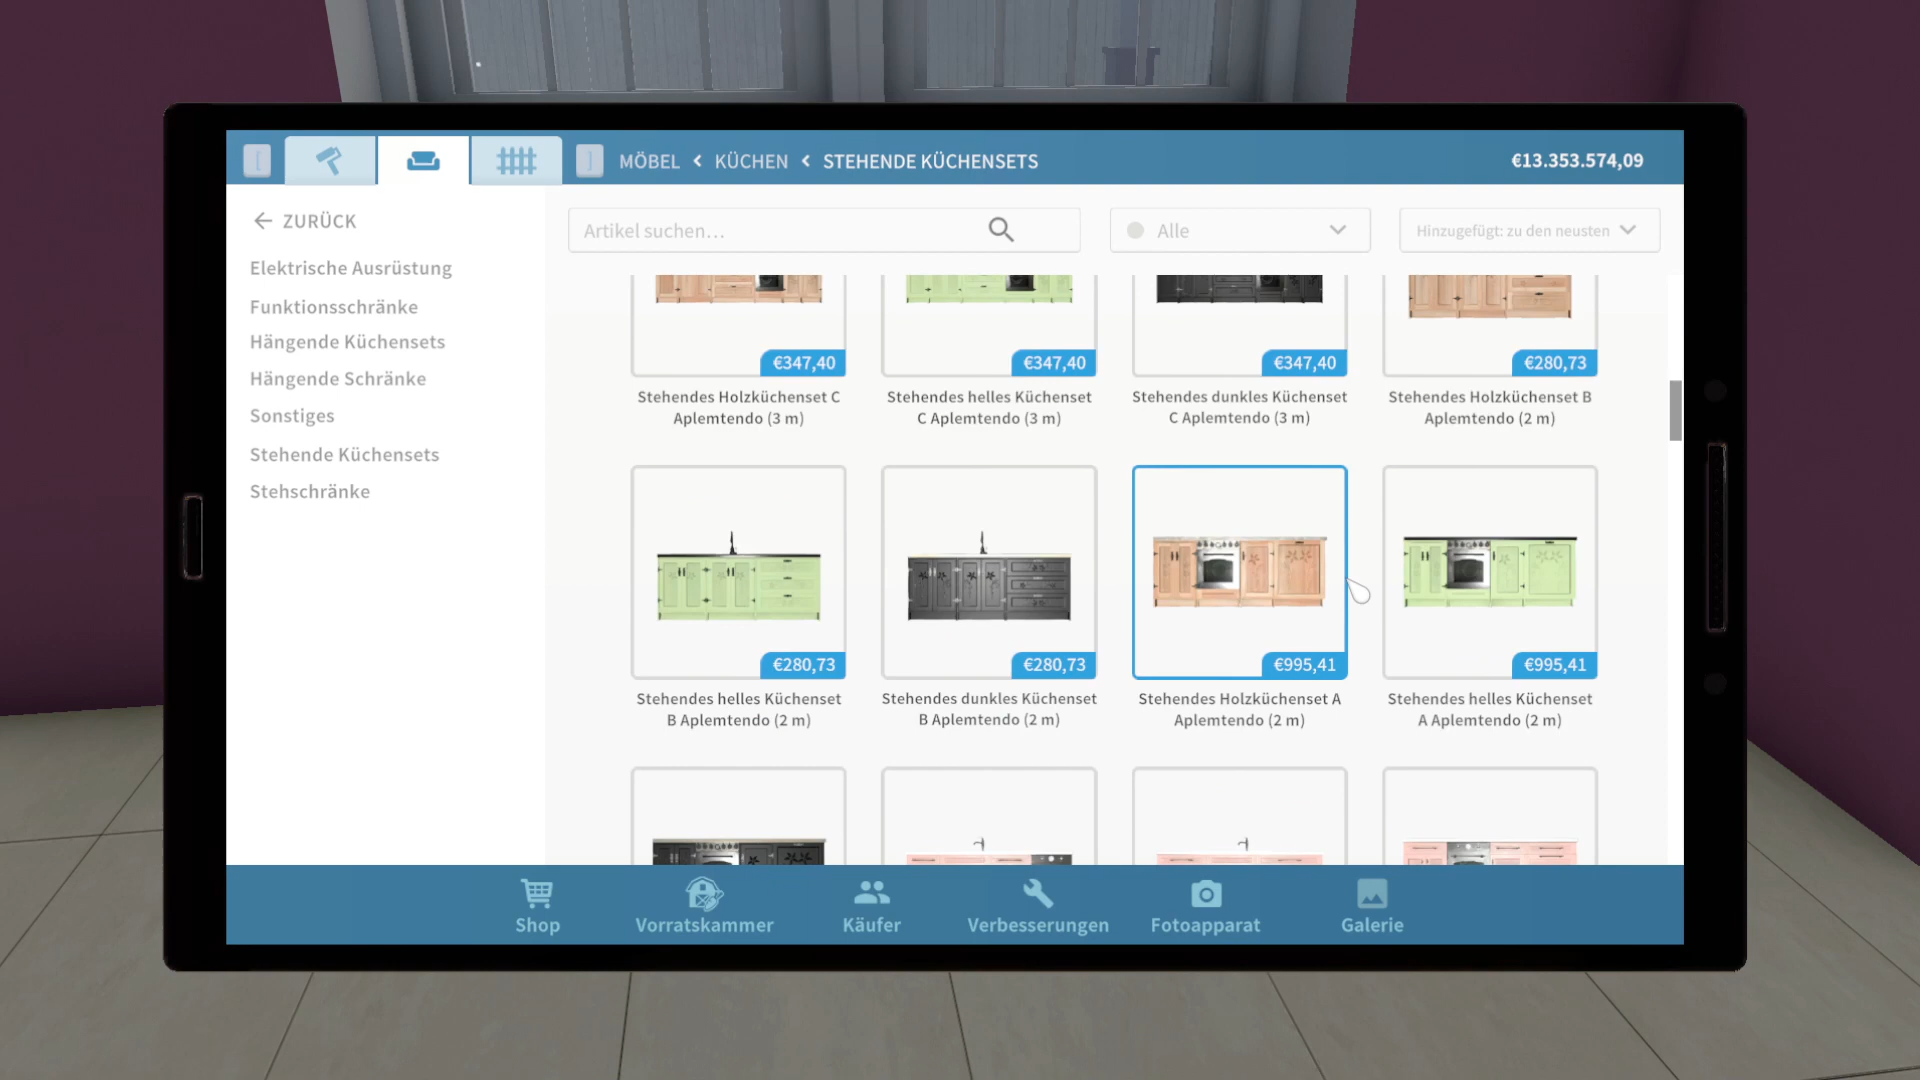 MÖBEL < KÜCHEN < STEHENDE KÜCHENSETS
€13.353.574,09
← ZURÜCK
Elektrische Ausrüstung
Funktionsschränke
Hängende Küchensets
Hängende Schränke
Sonstiges
Stehende Küchensets
Stehschränke
Artikel suchen...
Alle
Hinzugefügt: zu den neusten
€347,40
€347,40
€347,40
€280,73
Stehendes Holzküchenset C
Aplemtendo (3 m)
Stehendes helles Küchenset
C Aplemtendo (3 m)
Stehendes dunkles Küchenset
C Aplemtendo (3 m)
Stehendes Holzküchenset B
Aplemtendo (2 m)
€280,73
€280,73
€995,41
€995,41
Stehendes helles Küchenset
B Aplemtendo (2 m)
Stehendes dunkles Küchenset
B Aplemtendo (2 m)
Stehendes Holzküchenset A
Aplemtendo (2 m)
Stehendes helles Küchenset
A Aplemtendo (2 m)
Shop
Vorratskammer
Käufer
Verbesserungen
Fotoapparat
Galerie